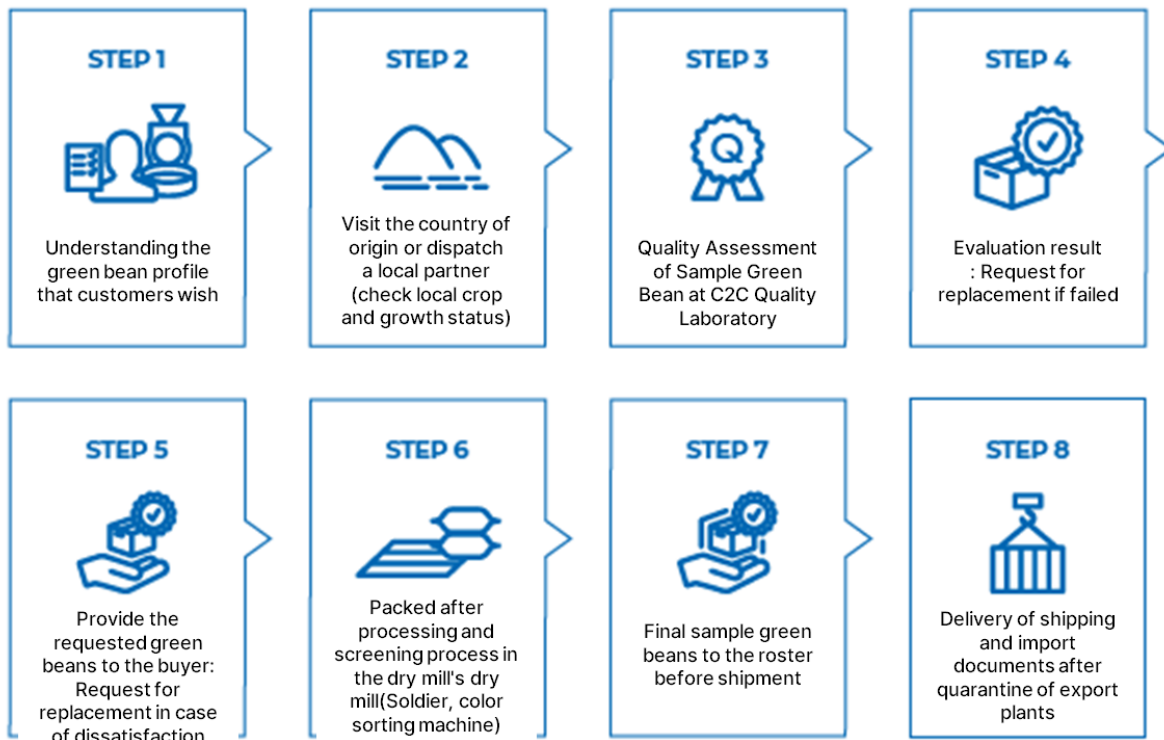 STEP 1
Understanding the
green bean profile
that customers wish
STEP 2
Visit the country of
origin or dispatch
a local partner
(check local crop
and growth status)
STEP 3
Q
Quality Assessment
of Sample Green
Bean at C2C Quality
Laboratory
STEP 4
Evaluation result
: Request for
replacement if failed
STEP 5
Provide the
requested green
beans to the buyer:
Request for
replacement in case
of dissatisfaction
STEP 6
Packed after
processing and
screening process in
the dry mill's dry
mill(Soldier, color
sorting machine)
STEP 7
Final sample green
beans to the roster
before shipment
STEP 8
Delivery of shipping
and import
documents after
quarantine of export
plants